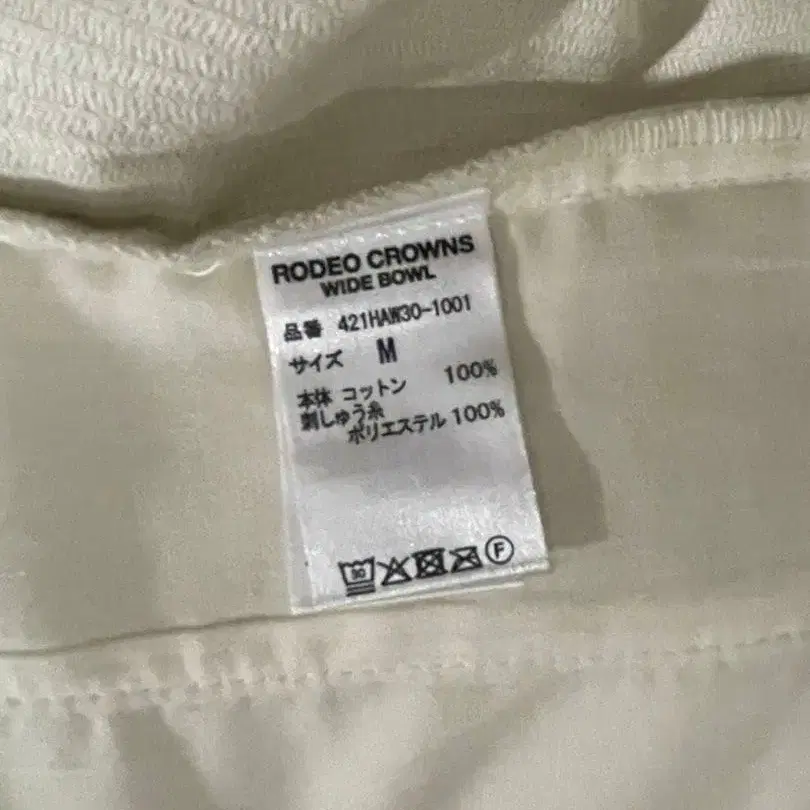 RODEO CROWNS
WIDE BOWL
品番 421HAW30-1001
サイズ M
本体 コットン 100%
刺しゅう糸
ポリエステル 100%
30
F